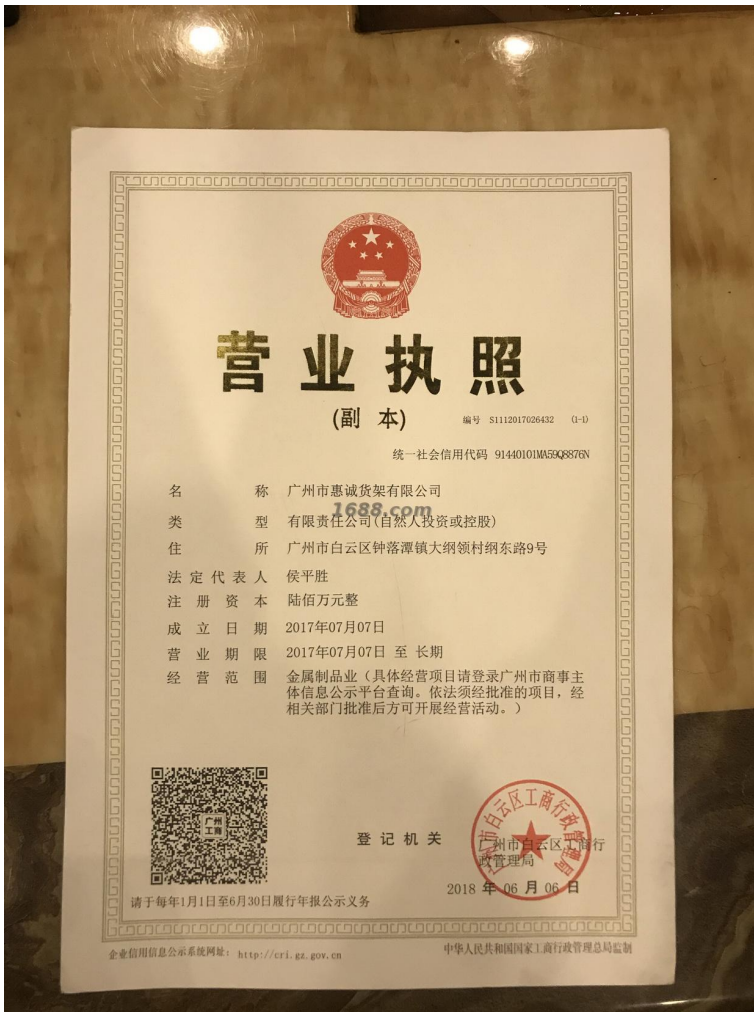 营业执照
(副 本)
编号 S1112017026432 (1-1)
统一社会信用代码 91440101MA59Q8876N
名 称 广州市惠诚货架有限公司
1688.com
类 型 有限责任公司(自然人投资或控股)
住 所 广州市白云区钟落潭镇大纲领村纲东路9号
法定代表人 侯平胜
注册资本 陆佰万元整
成立日期 2017年07月07日
营业期限 2017年07月07日 至 长期
经营范围 金属制品业（具体经营项目请登录广州市商事主
体信息公示平台查询。依法须经批准的项目，经
相关部门批准后方可开展经营活动。）
广州
工商
登记机关
广州市白云区工商行政管理局
广州市白云区工商行
政管理局
2018 年 06 月 06 日
请于每年1月1日至6月30日履行年报公示义务
企业信用信息公示系统网址： http://cri.gz.gov.cn
中华人民共和国国家工商行政管理总局监制